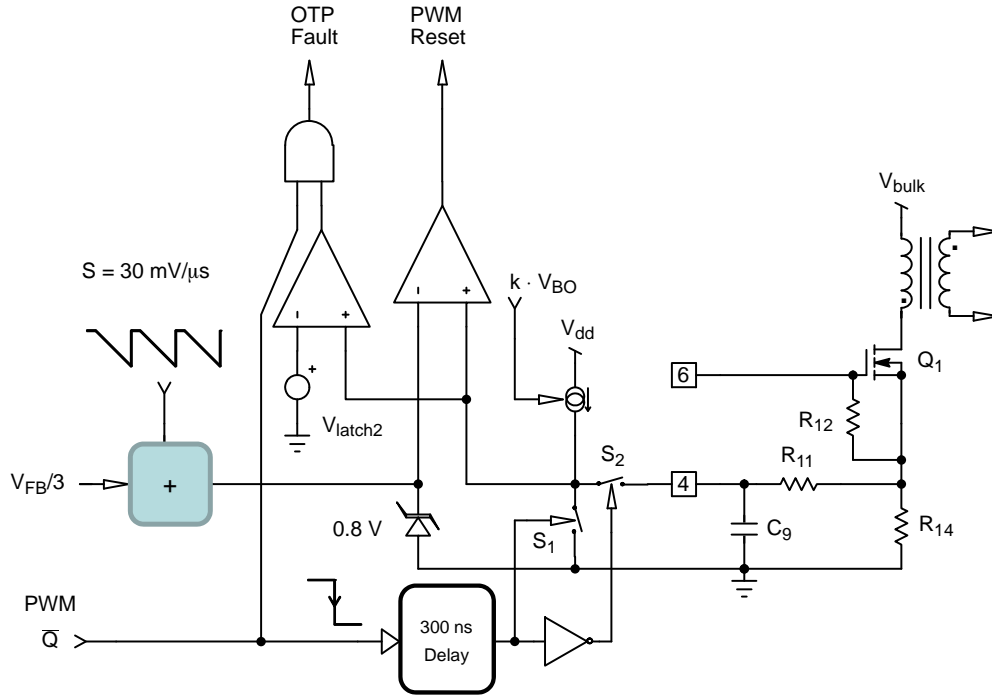 OTP
Fault
PWM
Reset
V_bulk
S = 30 mV/μs
k · V_BO
V_dd
Q_1
6
R_12
V_latch2
S_2
R_11
V_FB/3
+
4
0.8 V
S_1
C_9
R_14
PWM
Q̅
300 ns
Delay